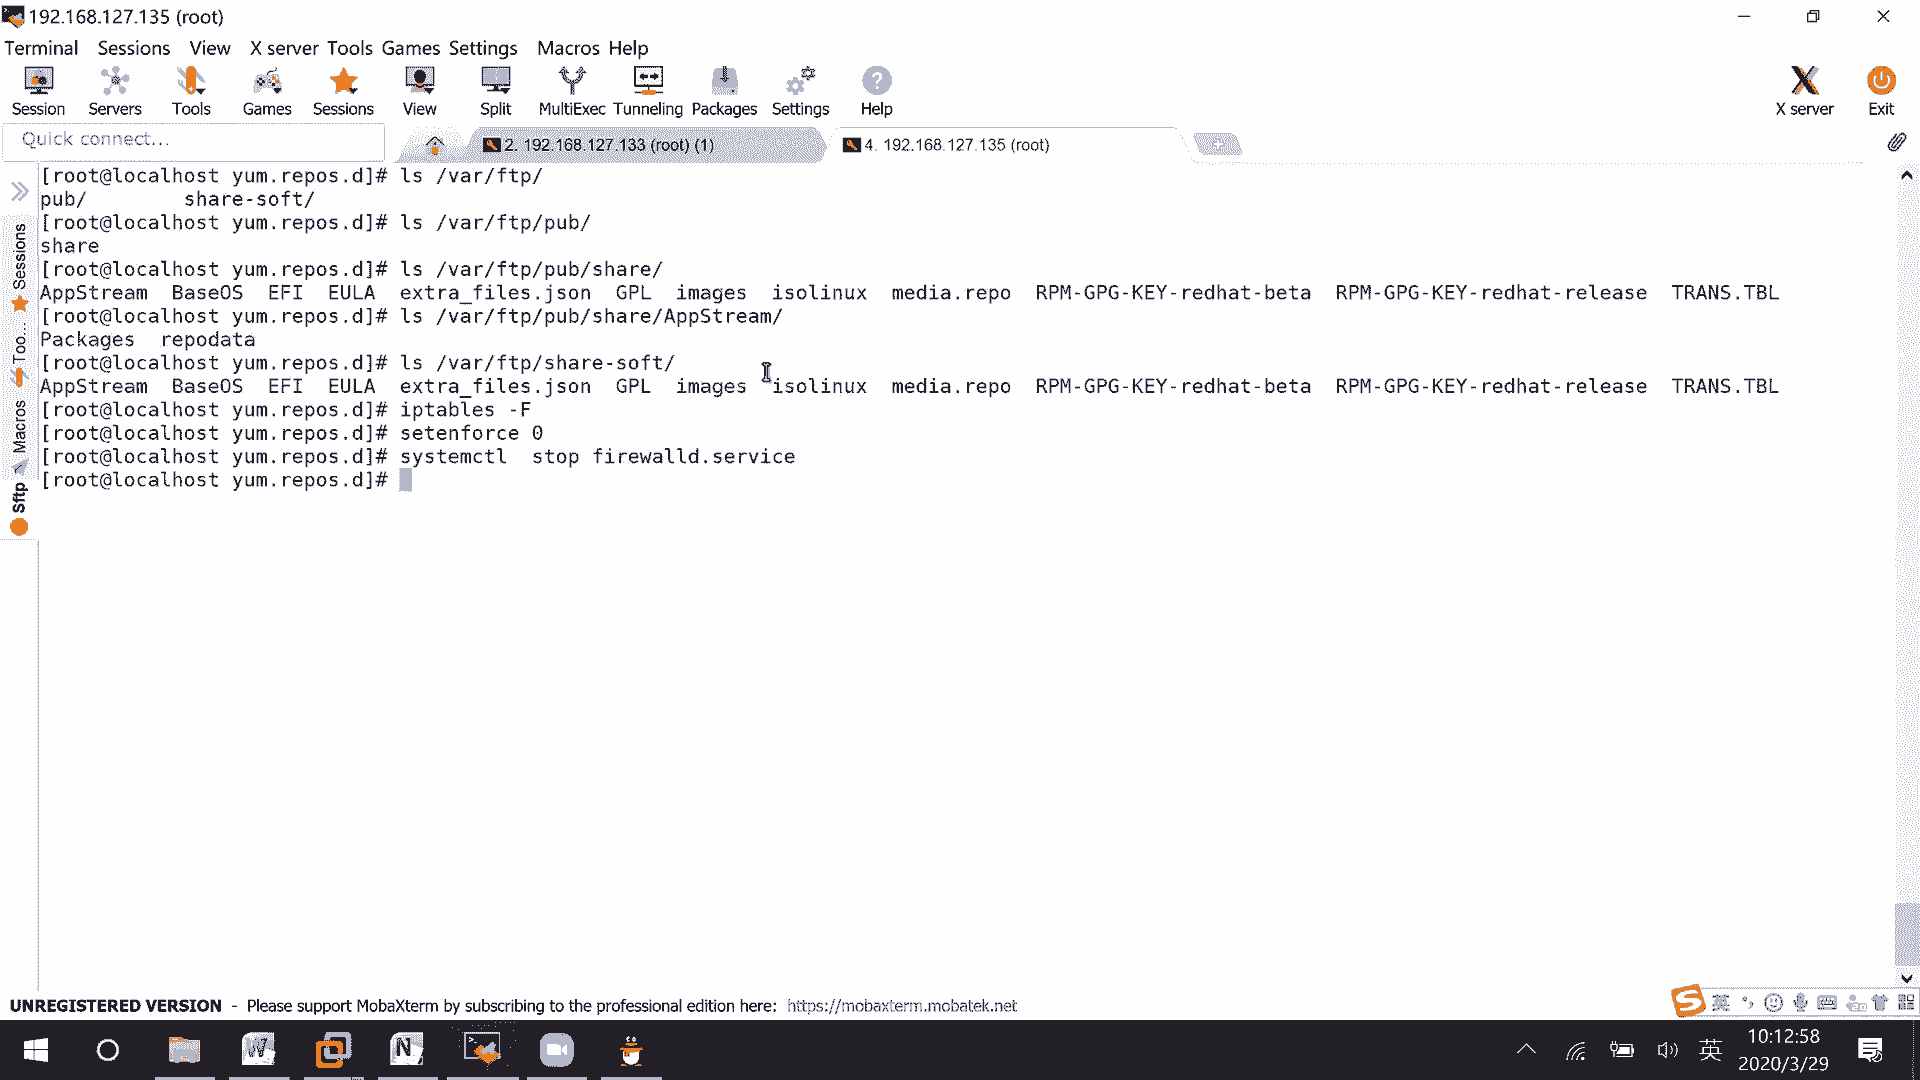 192.168.127.135 (root)
Terminal Sessions View X server Tools Games Settings Macros Help
Session Servers Tools Games Sessions View Split MultiExec Tunneling Packages Settings Help X server Exit
Quick connect...
2. 192.168.127.133 (root) (1)
4. 192.168.127.135 (root)
Sessions
Too...
Macros
Sftp
[root@localhost yum.repos.d]# ls /var/ftp/
pub/        share-soft/
[root@localhost yum.repos.d]# ls /var/ftp/pub/
share
[root@localhost yum.repos.d]# ls /var/ftp/pub/share/
AppStream  BaseOS  EFI  EULA  extra_files.json  GPL  images  isolinux  media.repo  RPM-GPG-KEY-redhat-beta  RPM-GPG-KEY-redhat-release  TRANS.TBL
[root@localhost yum.repos.d]# ls /var/ftp/pub/share/AppStream/
Packages  repodata
[root@localhost yum.repos.d]# ls /var/ftp/share-soft/
AppStream  BaseOS  EFI  EULA  extra_files.json  GPL  images  isolinux  media.repo  RPM-GPG-KEY-redhat-beta  RPM-GPG-KEY-redhat-release  TRANS.TBL
[root@localhost yum.repos.d]# iptables -F
[root@localhost yum.repos.d]# setenforce 0
[root@localhost yum.repos.d]# systemctl  stop firewalld.service
[root@localhost yum.repos.d]#
UNREGISTERED VERSION - Please support MobaXterm by subscribing to the professional edition here: https://mobaxterm.mobatek.net
英
英
10:12:58
2020/3/29